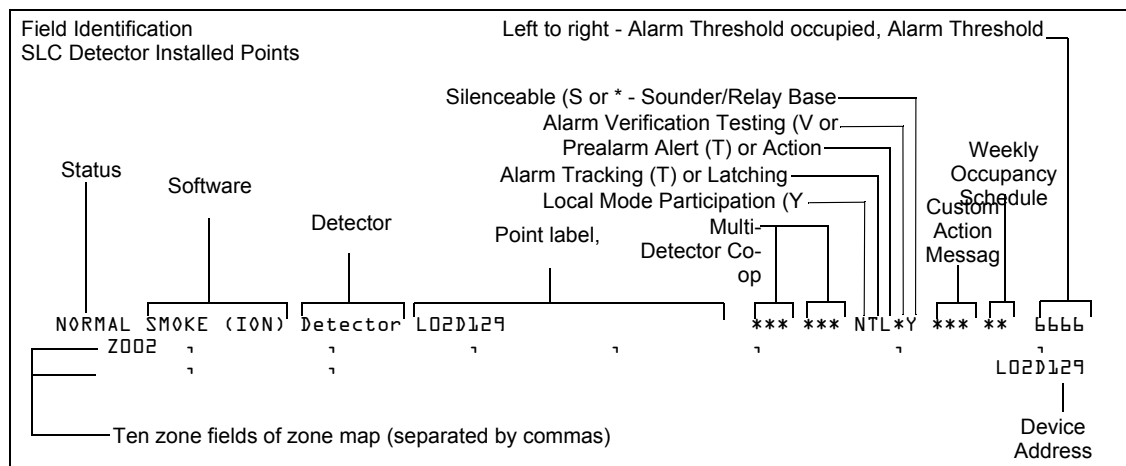 Field Identification
SLC Detector Installed Points
Left to right - Alarm Threshold occupied, Alarm Threshold
Silenceable (S or * - Sounder/Relay Base
Alarm Verification Testing (V or
Prealarm Alert (T) or Action
Alarm Tracking (T) or Latching
Local Mode Participation (Y
Status
Software
Detector
Point label,
Multi-
Detector Co-
op
Custom
Action
Messag
Weekly
Occupancy
Schedule
NORMAL SMOKE (ION) Detector L02D129 *** *** NTL*Y *** ** 6666
Z002 , , , , , , ,
, , L02D129
Ten zone fields of zone map (separated by commas)
Device
Address